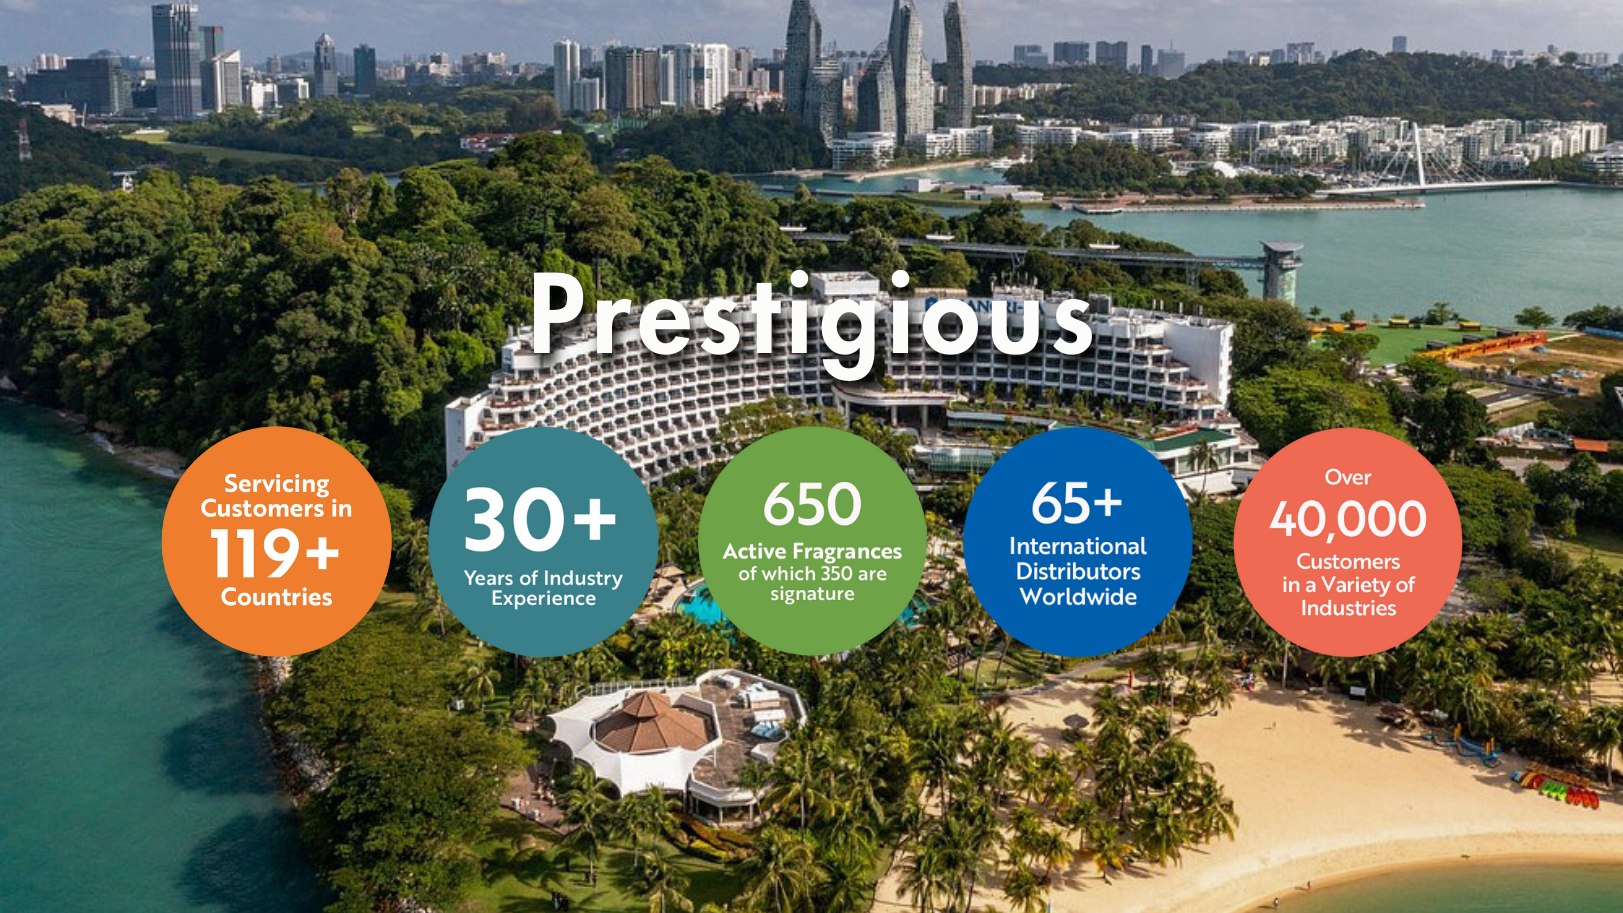 Prestigious
Servicing
Customers in
119+
Countries
30+
Years of Industry
Experience
650
Active Fragrances
of which 350 are
signature
65+
International
Distributors
Worldwide
Over
40,000
Customers
in a Variety of
Industries